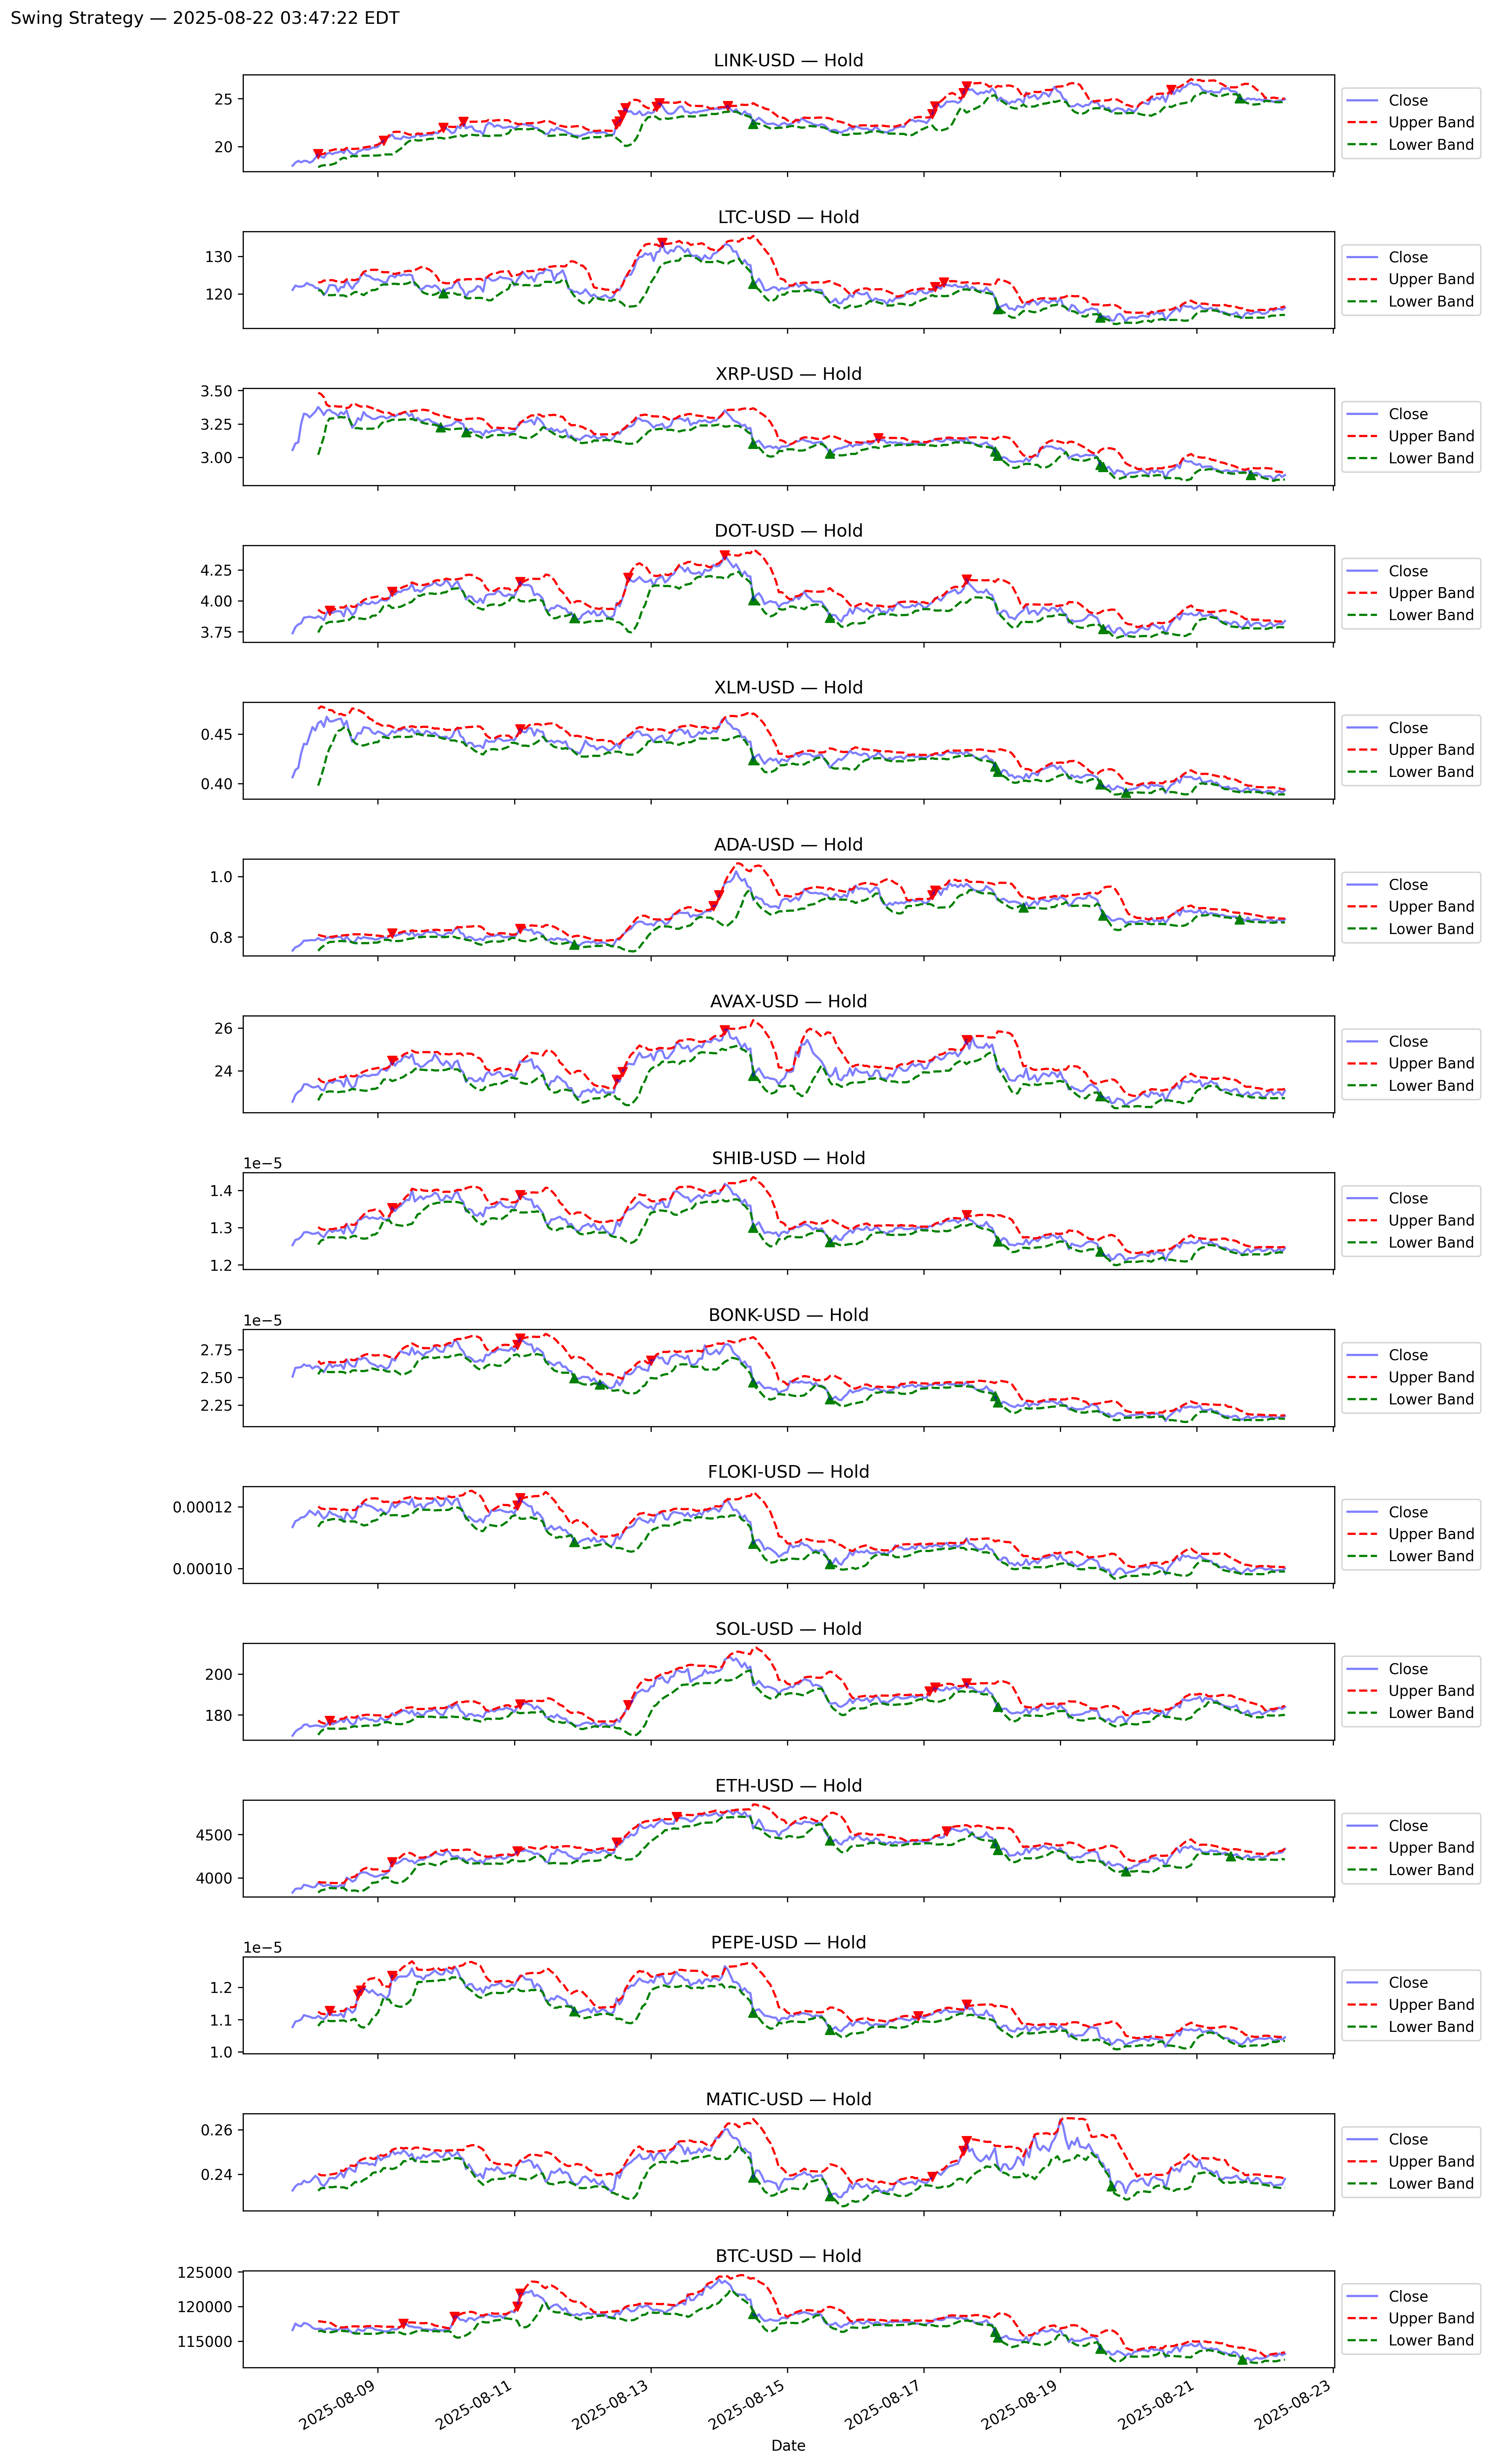 Swing Strategy — 2025-08-22 03:47:22 EDT
LINK-USD — Hold
25
20
Close
Upper Band
Lower Band
LTC-USD — Hold
130
120
Close
Upper Band
Lower Band
XRP-USD — Hold
3.50
3.25
3.00
Close
Upper Band
Lower Band
DOT-USD — Hold
4.25
4.00
3.75
Close
Upper Band
Lower Band
XLM-USD — Hold
0.45
0.40
Close
Upper Band
Lower Band
ADA-USD — Hold
1.0
0.8
Close
Upper Band
Lower Band
AVAX-USD — Hold
26
24
Close
Upper Band
Lower Band
SHIB-USD — Hold
1e−5
1.4
1.3
1.2
Close
Upper Band
Lower Band
BONK-USD — Hold
1e−5
2.75
2.50
2.25
Close
Upper Band
Lower Band
FLOKI-USD — Hold
0.00012
0.00010
Close
Upper Band
Lower Band
SOL-USD — Hold
200
180
Close
Upper Band
Lower Band
ETH-USD — Hold
4500
4000
Close
Upper Band
Lower Band
PEPE-USD — Hold
1e−5
1.2
1.1
1.0
Close
Upper Band
Lower Band
MATIC-USD — Hold
0.26
0.24
Close
Upper Band
Lower Band
BTC-USD — Hold
125000
120000
115000
Close
Upper Band
Lower Band
2025-08-09
2025-08-11
2025-08-13
2025-08-15
2025-08-17
2025-08-19
2025-08-21
2025-08-23
Date